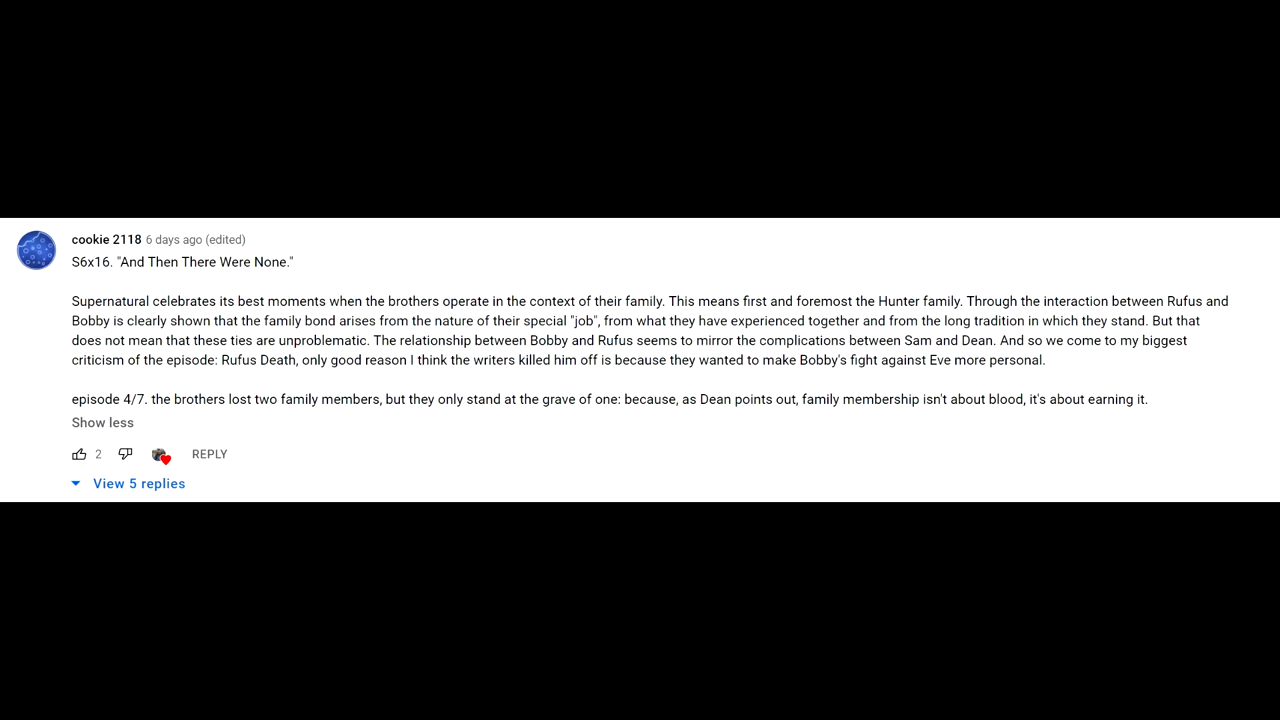 cookie 2118 6 days ago (edited)
S6x16. "And Then There Were None."
Supernatural celebrates its best moments when the brothers operate in the context of their family. This means first and foremost the Hunter family. Through the interaction between Rufus and
Bobby is clearly shown that the family bond arises from the nature of their special "job", from what they have experienced together and from the long tradition in which they stand. But that
does not mean that these ties are unproblematic. The relationship between Bobby and Rufus seems to mirror the complications between Sam and Dean. And so we come to my biggest
criticism of the episode: Rufus Death, only good reason I think the writers killed him off is because they wanted to make Bobby's fight against Eve more personal.
episode 4/7. the brothers lost two family members, but they only stand at the grave of one: because, as Dean points out, family membership isn't about blood, it's about earning it.
Show less
2 REPLY
View 5 replies